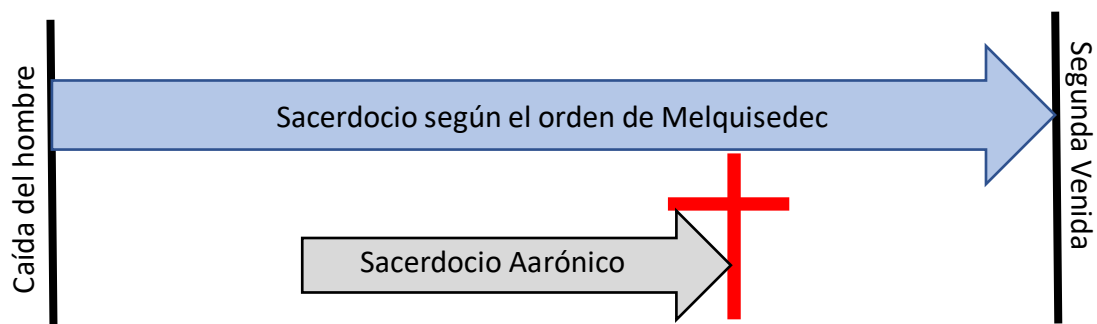 Caída del hombre
Sacerdocio según el orden de Melquisedec
Sacerdocio Aarónico
Segunda Venida